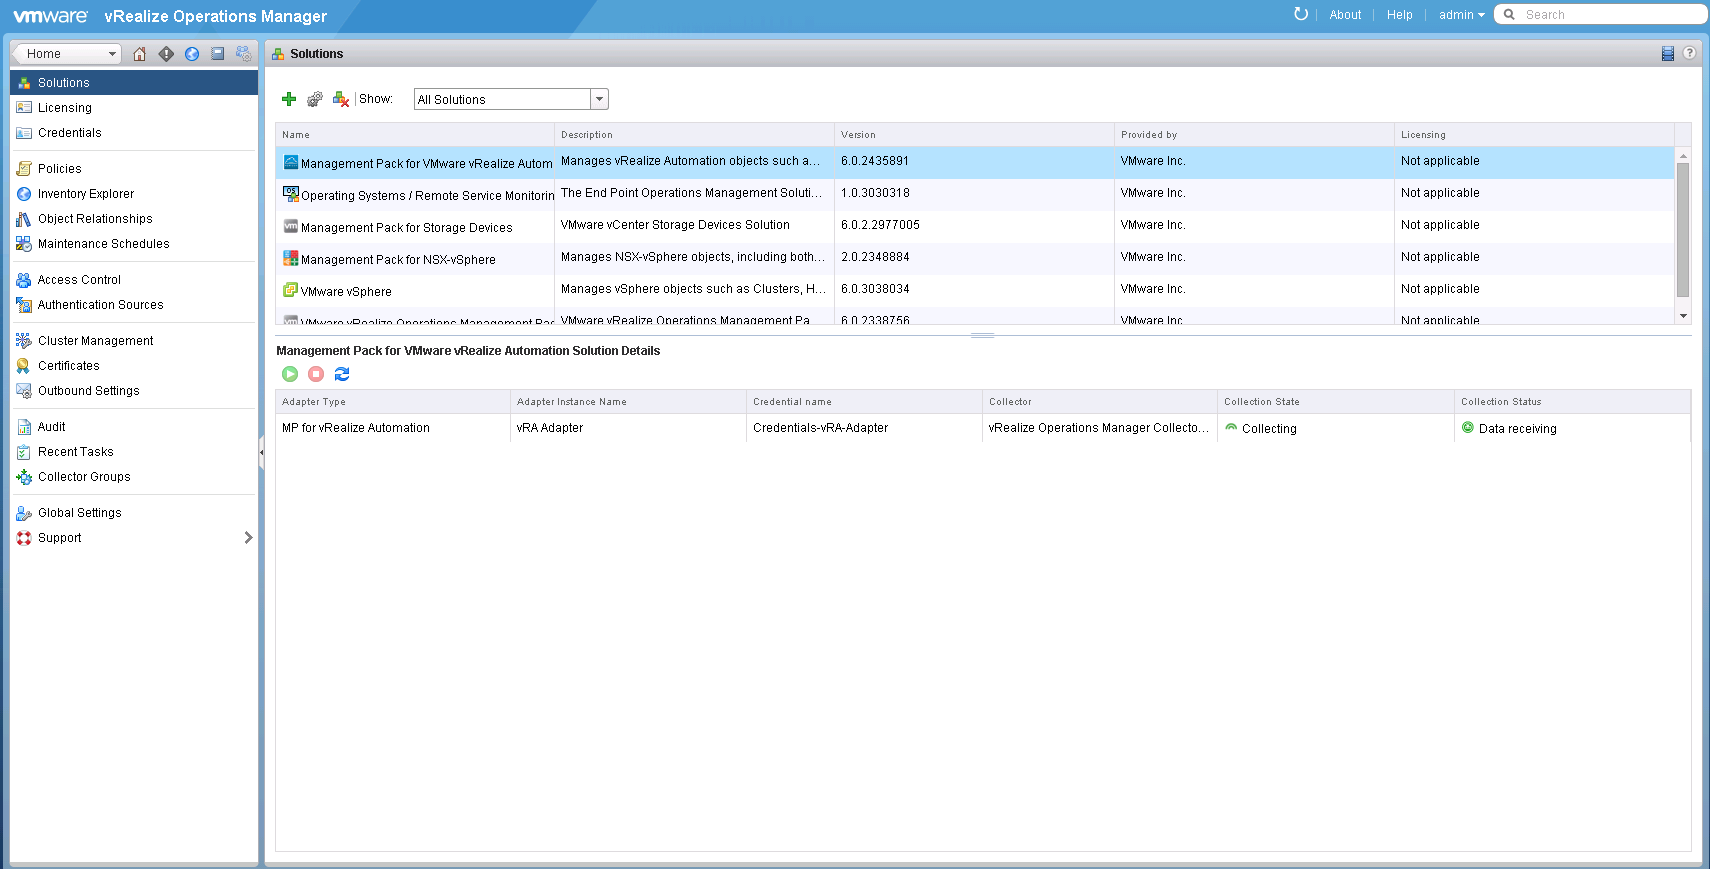 vmware vRealize Operations Manager
About Help admin Search
Home
Solutions
Licensing
Credentials
Policies
Inventory Explorer
Object Relationships
Maintenance Schedules
Access Control
Authentication Sources
Cluster Management
Certificates
Outbound Settings
Audit
Recent Tasks
Collector Groups
Global Settings
Support
Solutions
Show: All Solutions
Name Description Version Provided by Licensing
Management Pack for VMware vRealize Autom Manages vRealize Automation objects such a... 6.0.2435891 VMware Inc. Not applicable
OS Operating Systems / Remote Service Monitorin The End Point Operations Management Soluti... 1.0.3030318 VMware Inc. Not applicable
vm Management Pack for Storage Devices VMware vCenter Storage Devices Solution 6.0.2.2977005 VMware Inc. Not applicable
Management Pack for NSX-vSphere Manages NSX-vSphere objects, including both... 2.0.2348884 VMware Inc. Not applicable
VMware vSphere Manages vSphere objects such as Clusters, H... 6.0.3038034 VMware Inc. Not applicable
vm VMware vRealize Operations Management Pac VMware vRealize Operations Management Pa... 6.0.2338756 VMware Inc. Not applicable
Management Pack for VMware vRealize Automation Solution Details
Adapter Type Adapter Instance Name Credential name Collector Collection State Collection Status
MP for vRealize Automation vRA Adapter Credentials-vRA-Adapter vRealize Operations Manager Collecto... Collecting Data receiving